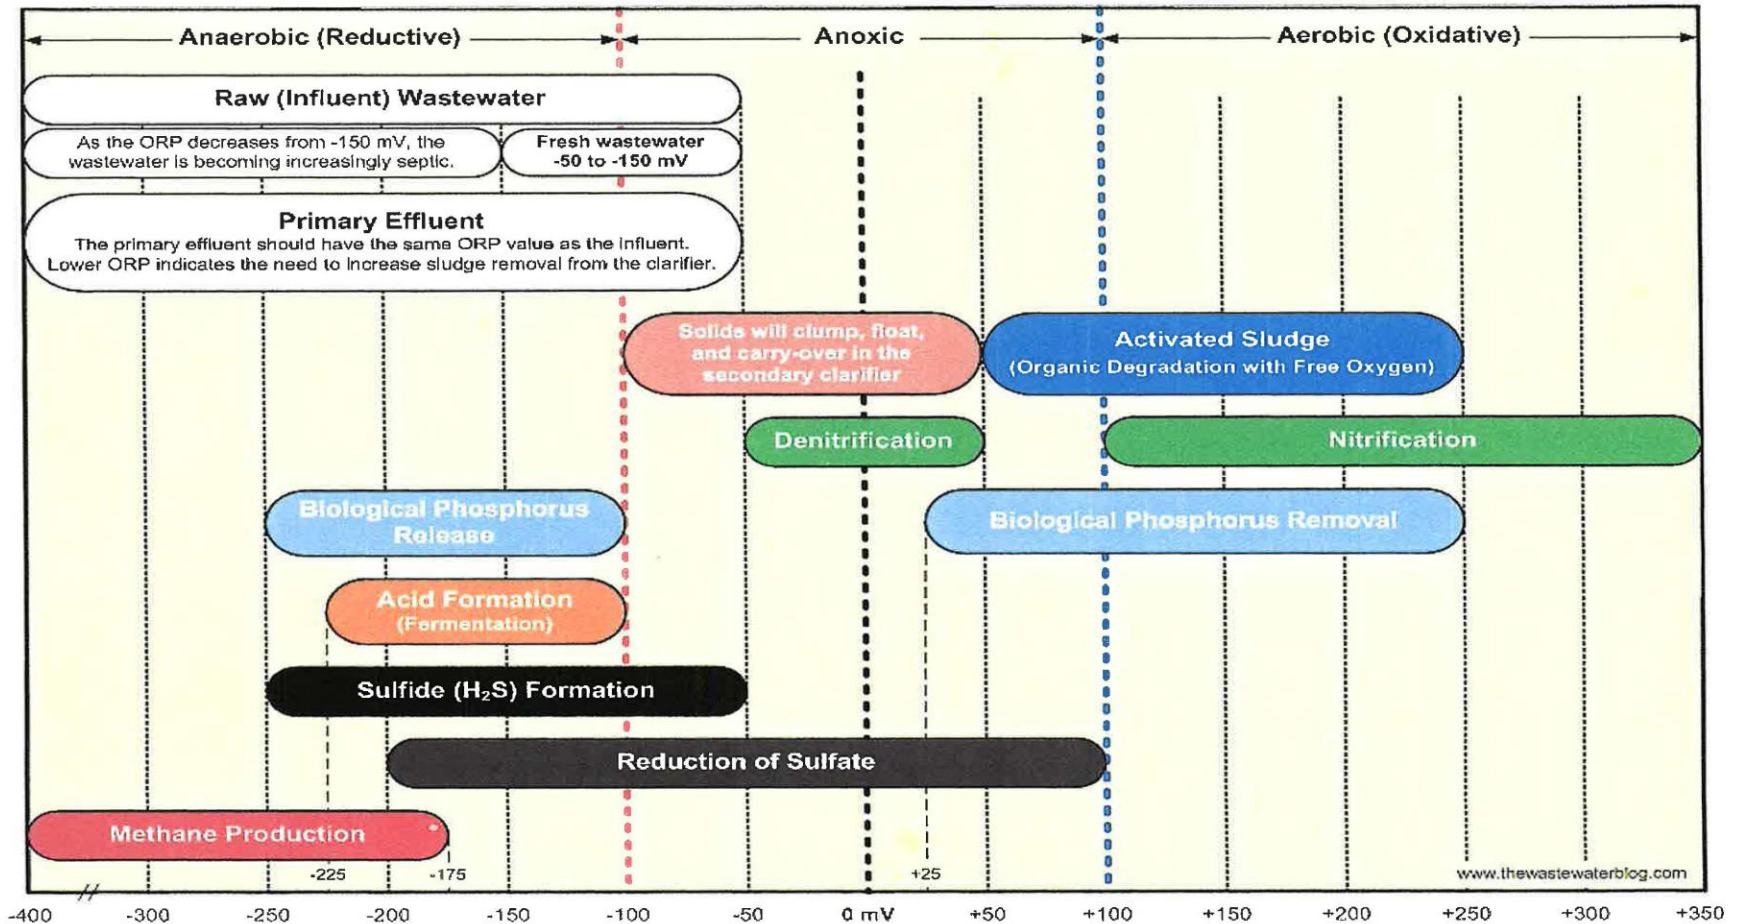 Anaerobic (Reductive)
Anoxic
Aerobic (Oxidative)
Raw (Influent) Wastewater
As the ORP decreases from -150 mV, the
wastewater is becoming increasingly septic.
Fresh wastewater
-50 to -150 mV
Primary Effluent
The primary effluent should have the same ORP value as the influent.
Lower ORP indicates the need to increase sludge removal from the clarifier.
Solids will clump, float,
and carry-over in the
secondary clarifier
Activated Sludge
(Organic Degradation with Free Oxygen)
Denitrification
Nitrification
Biological Phosphorus
Release
Biological Phosphorus Removal
Acid Formation
(Fermentation)
Sulfide (H₂S) Formation
Reduction of Sulfate
Methane Production
-225
-175
+25
www.thewastewaterblog.com
-400
-300
-250
-200
-150
-100
-50
0 mV
+50
+100
+150
+200
+250
+300
+350